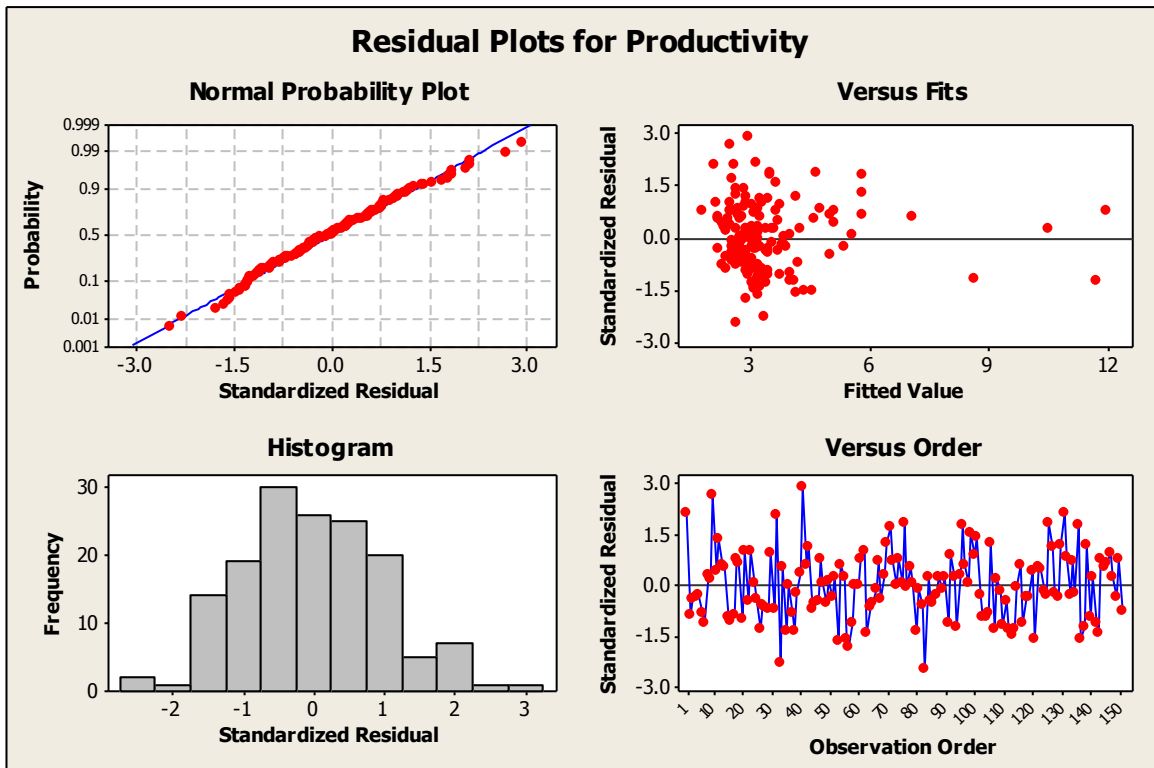 Residual Plots for Productivity
Normal Probability Plot
Probability
0.999
0.99
0.9
0.5
0.1
0.01
0.001
-3.0 -1.5 0.0 1.5 3.0
Standardized Residual
Versus Fits
Standardized Residual
3.0
1.5
0.0
-1.5
-3.0
3 6 9 12
Fitted Value
Histogram
Frequency
30
20
10
0
-2 -1 0 1 2 3
Standardized Residual
Versus Order
Standardized Residual
3.0
1.5
0.0
-1.5
-3.0
1 10 20 30 40 50 60 70 80 90 100 110 120 130 140 150
Observation Order